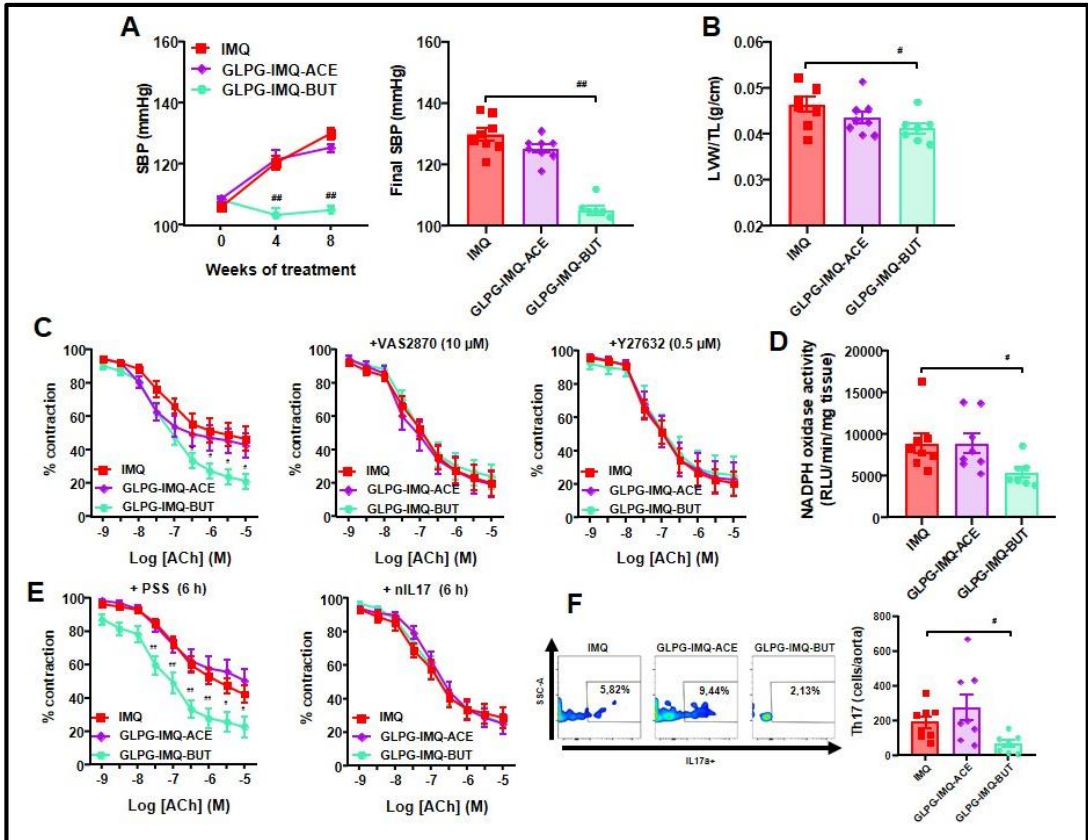 A
IMQ
GLPG-IMQ-ACE
GLPG-IMQ-BUT
SBP (mmHg)
160
140
120
100
##
##
0 4 8
Weeks of treatment
Final SBP (mmHg)
160
140
120
100
##
IMQ
GLPG-IMQ-ACE
GLPG-IMQ-BUT
B
LVW/TL (g/cm)
0.06
0.05
0.04
0.03
0.02
#
IMQ
GLPG-IMQ-ACE
GLPG-IMQ-BUT
C
% contraction
100
80
60
40
20
0
IMQ
GLPG-IMQ-ACE
GLPG-IMQ-BUT
-9 -8 -7 -6 -5
Log [ACh] (M)
+VAS2870 (10 µM)
% contraction
100
80
60
40
20
0
IMQ
GLPG-IMQ-ACE
GLPG-IMQ-BUT
-9 -8 -7 -6 -5
Log [ACh] (M)
+Y27632 (0.5 µM)
% contraction
100
80
60
40
20
0
IMQ
GLPG-IMQ-ACE
GLPG-IMQ-BUT
-9 -8 -7 -6 -5
Log [ACh] (M)
D
NADPH oxidase activity
(RLU/min/mg tissue)
20000
15000
10000
5000
0
#
IMQ
GLPG-IMQ-ACE
GLPG-IMQ-BUT
E
+ PSS (6 h)
% contraction
100
80
60
40
20
0
IMQ
GLPG-IMQ-ACE
GLPG-IMQ-BUT
-9 -8 -7 -6 -5
Log [ACh] (M)
+ nIL17 (6 h)
% contraction
100
80
60
40
20
0
IMQ
GLPG-IMQ-ACE
GLPG-IMQ-BUT
-9 -8 -7 -6 -5
Log [ACh] (M)
F
SSC-A
IMQ
GLPG-IMQ-ACE
GLPG-IMQ-BUT
5,82%
9,44%
2,13%
IL17a+
Th17 (cells/aorta)
800
600
400
200
0
#
IMQ
GLPG-IMQ-ACE
GLPG-IMQ-BUT